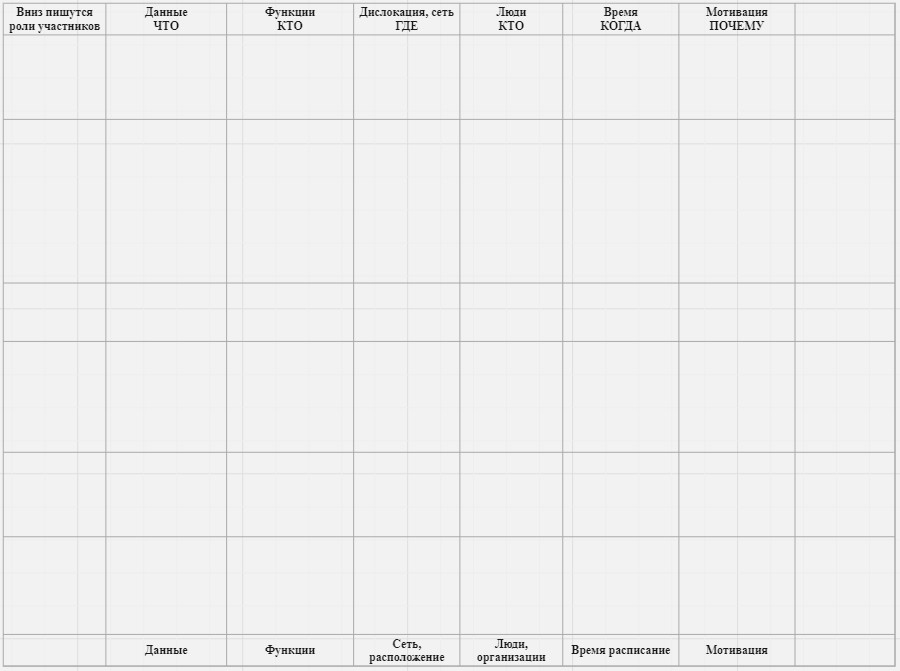 Вниз пишутся
роли участников
Данные
ЧТО
Функции
КТО
Дислокация, сеть
ГДЕ
Люди
КТО
Время
КОГДА
Мотивация
ПОЧЕМУ
Данные
Функции
Сеть,
расположение
Люди,
организации
Время расписание
Мотивация